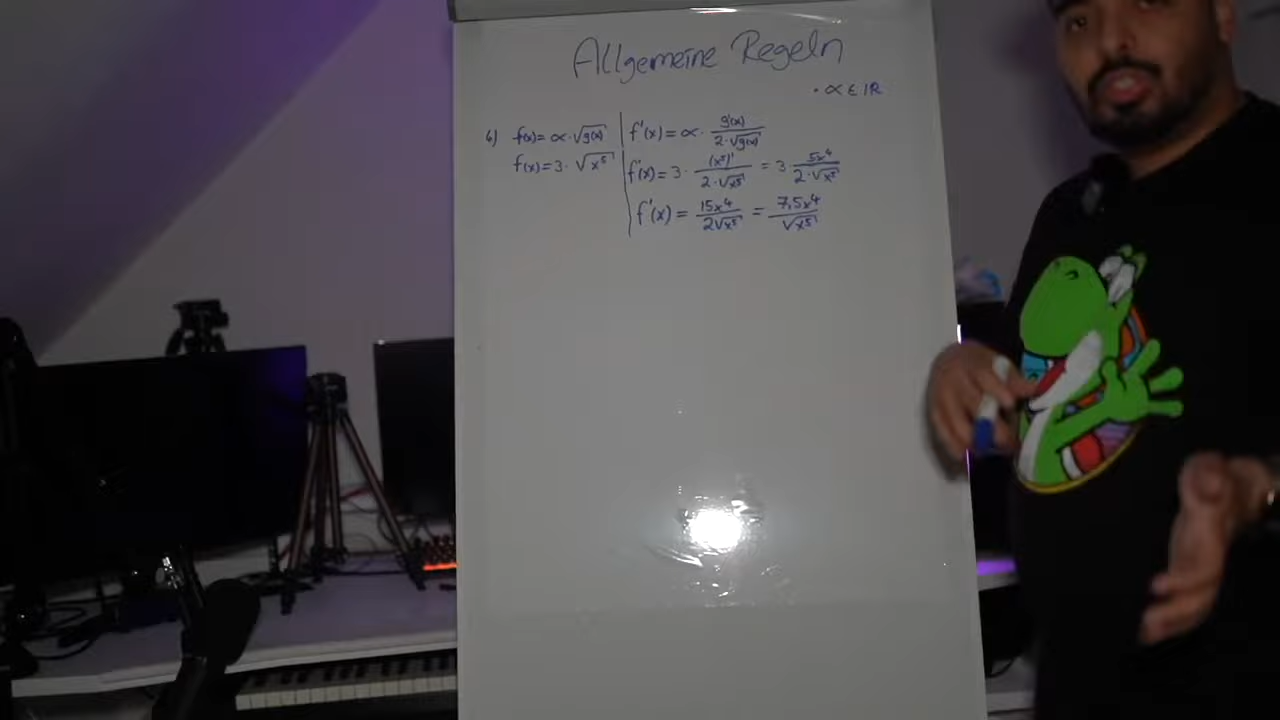 Allgemeine Regeln
• α ∈ ℝ
6) f(x) = α · √g(x) | f'(x) = α · g'(x) / 2·√g(x)
f(x) = 3 · √x⁵ | f'(x) = 3 · (x⁵)' / 2·√x⁵ = 3 · 5x⁴ / 2·√x⁵
f'(x) = 15x⁴ / 2√x⁵ = 7,5x⁴ / √x⁵